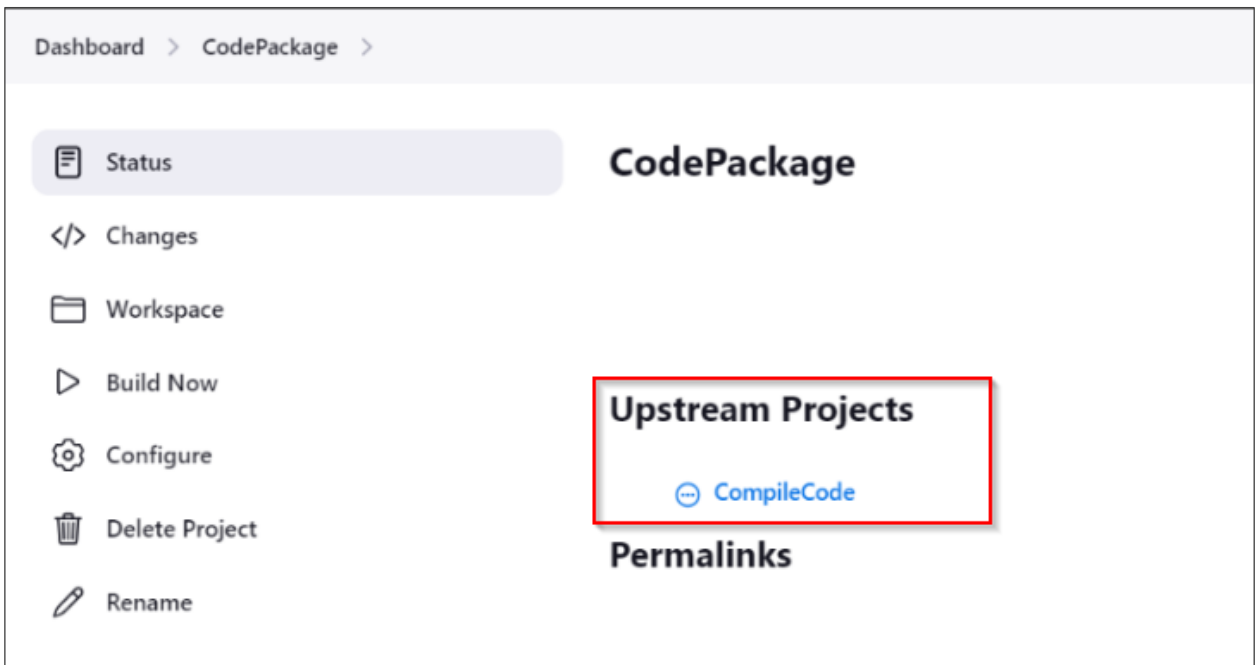 Dashboard > CodePackage >
Status
Changes
Workspace
Build Now
Configure
Delete Project
Rename
CodePackage
Upstream Projects
CompileCode
Permalinks